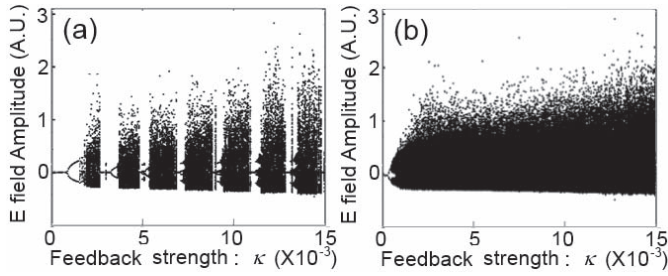 (a)
E field Amplitude (A.U.)
3
2
1
0
0 5 10 15
Feedback strength : κ (X10⁻³)
(b)
E field Amplitude (A.U.)
3
2
1
0
0 5 10 15
Feedback strength : κ (X10⁻³)